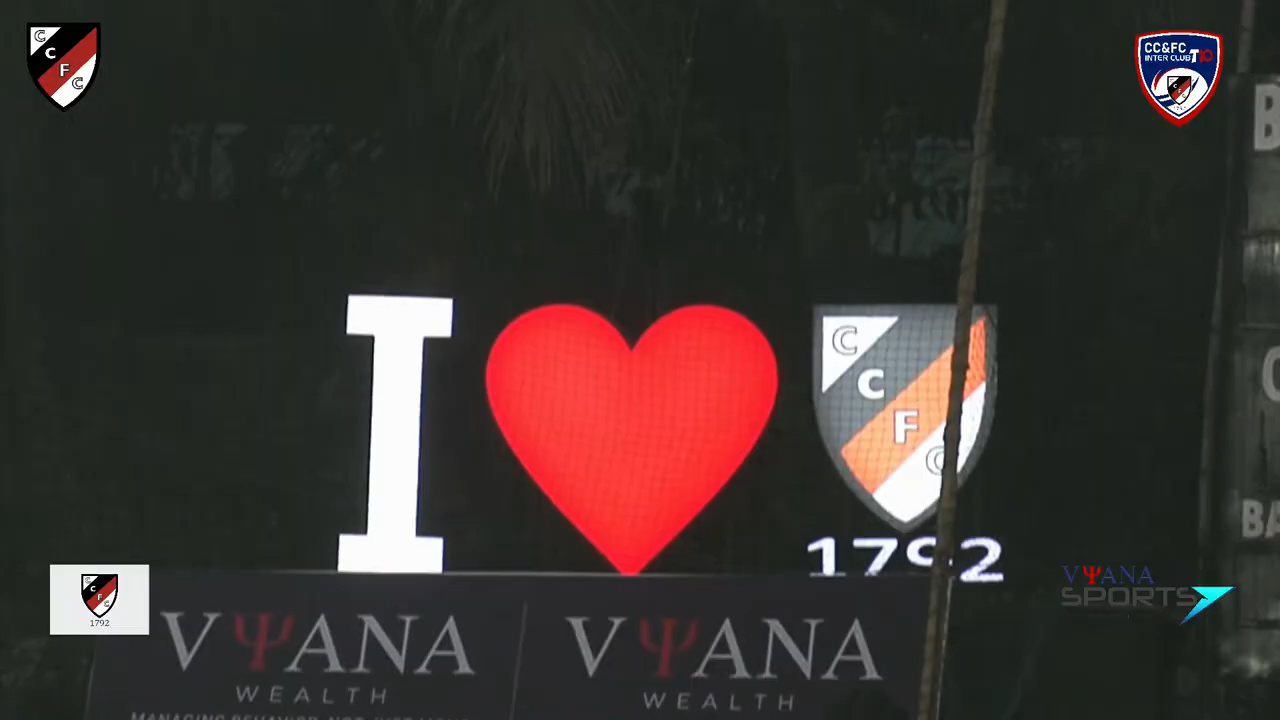 C
C
F
C
CC&FC
INTER CLUB T10
I
C
C
F
C
1792
C
C
F
C
1792
VΨANA
SPORTS
VΨANA
WEALTH
VΨANA
WEALTH